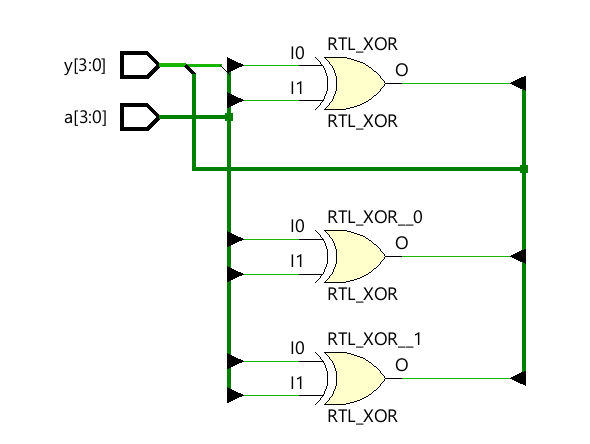 y[3:0]
a[3:0]
RTL_XOR
I0
I1
O
RTL_XOR
RTL_XOR__0
I0
I1
O
RTL_XOR
RTL_XOR__1
I0
I1
O
RTL_XOR